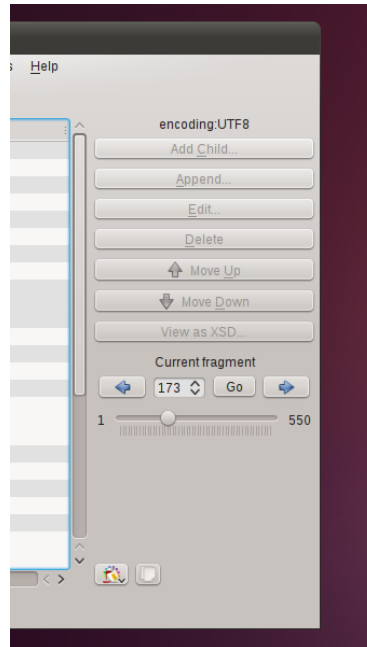 s Help
encoding:UTF8
Add Child...
Append...
Edit...
Delete
Move Up
Move Down
View as XSD...
Current fragment
173 Go
1 550